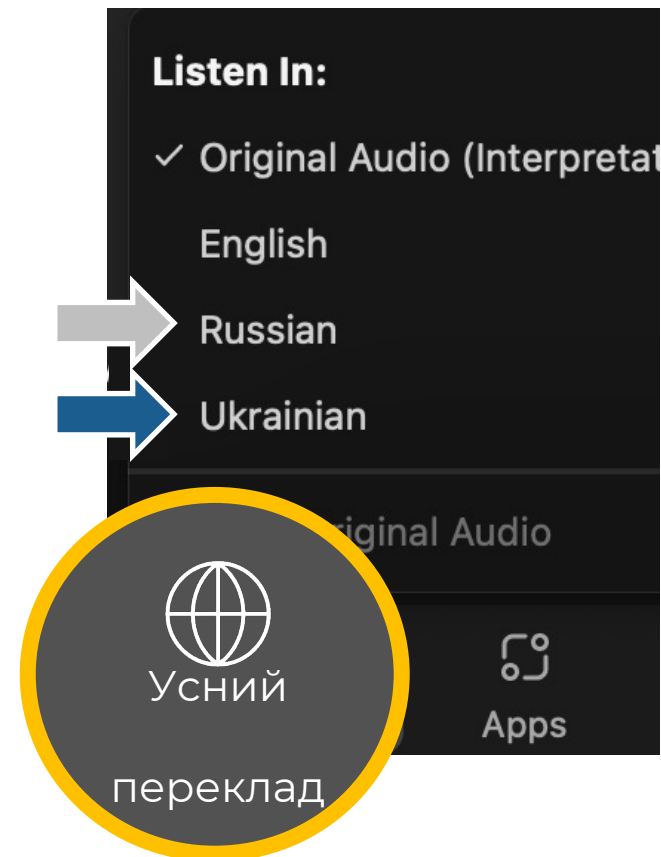 Listen In:
✓ Original Audio (Interpretat
English
Russian
Ukrainian
riginal Audio
Apps
Усний
переклад